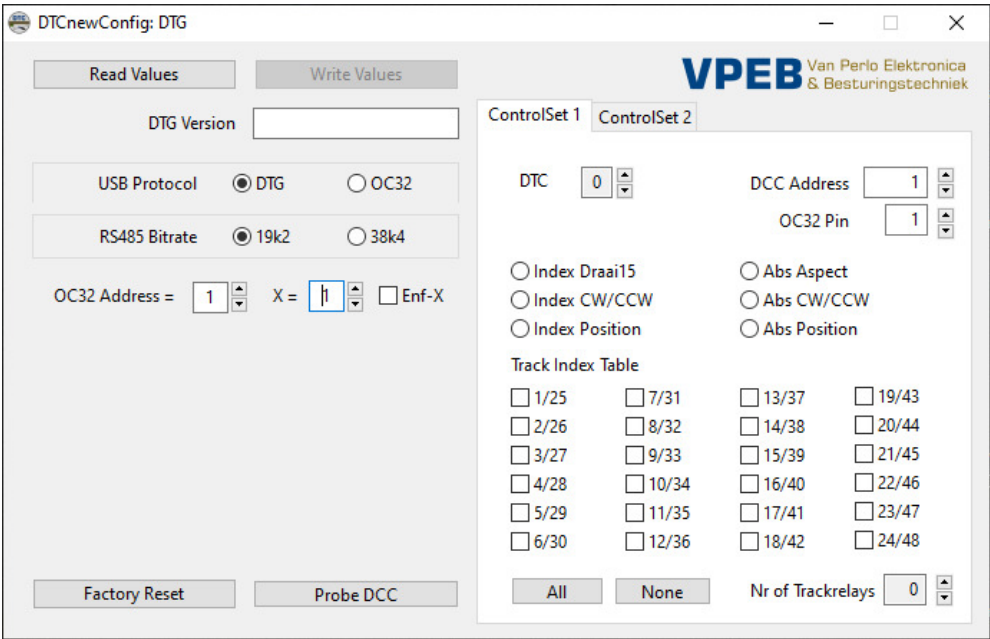 DTCnewConfig: DTG
Read Values
Write Values
VPEB Van Perlo Elektronica
& Besturingstechniek
DTG Version
USB Protocol DTG OC32
RS485 Bitrate 19k2 38k4
OC32 Address = 1 X = 1 Enf-X
ControlSet 1 ControlSet 2
DTC 0 DCC Address 1
OC32 Pin 1
Index Draai15 Abs Aspect
Index CW/CCW Abs CW/CCW
Index Position Abs Position
Track Index Table
1/25 7/31 13/37 19/43
2/26 8/32 14/38 20/44
3/27 9/33 15/39 21/45
4/28 10/34 16/40 22/46
5/29 11/35 17/41 23/47
6/30 12/36 18/42 24/48
All None Nr of Trackrelays 0
Factory Reset Probe DCC